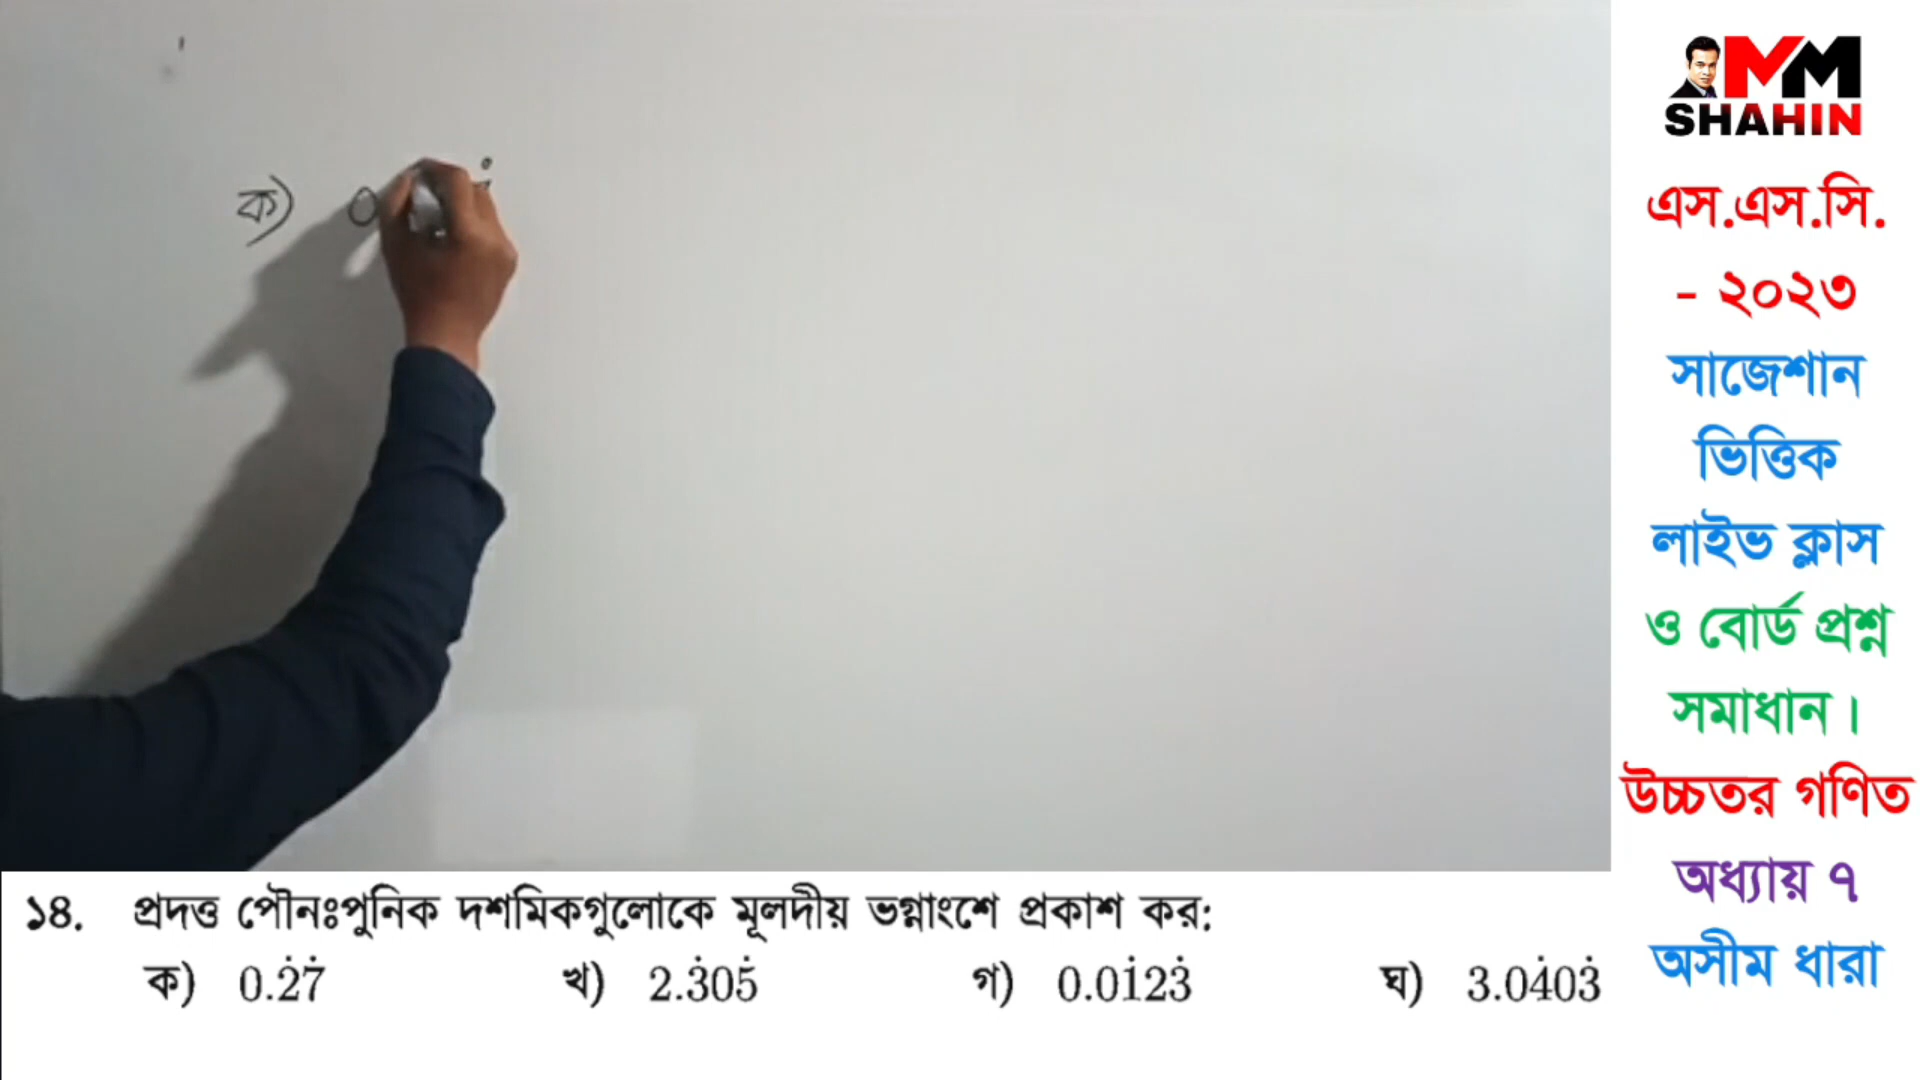 ক) 0
MM
SHAHIN
এস.এস.সি.
- ২০২৩
সাজেশান
ভিত্তিক
লাইভ ক্লাস
ও বোর্ড প্রশ্ন
সমাধান।
উচ্চতর গণিত
অধ্যায় ৭
অসীম ধারা
১৪. প্রদত্ত পৌনঃপুনিক দশমিকগুলোকে মূলদীয় ভগ্নাংশে প্রকাশ কর:
ক) 0.2̇7̇ খ) 2.3̇05̇ গ) 0.01̇23̇ ঘ) 3.04̇03̇